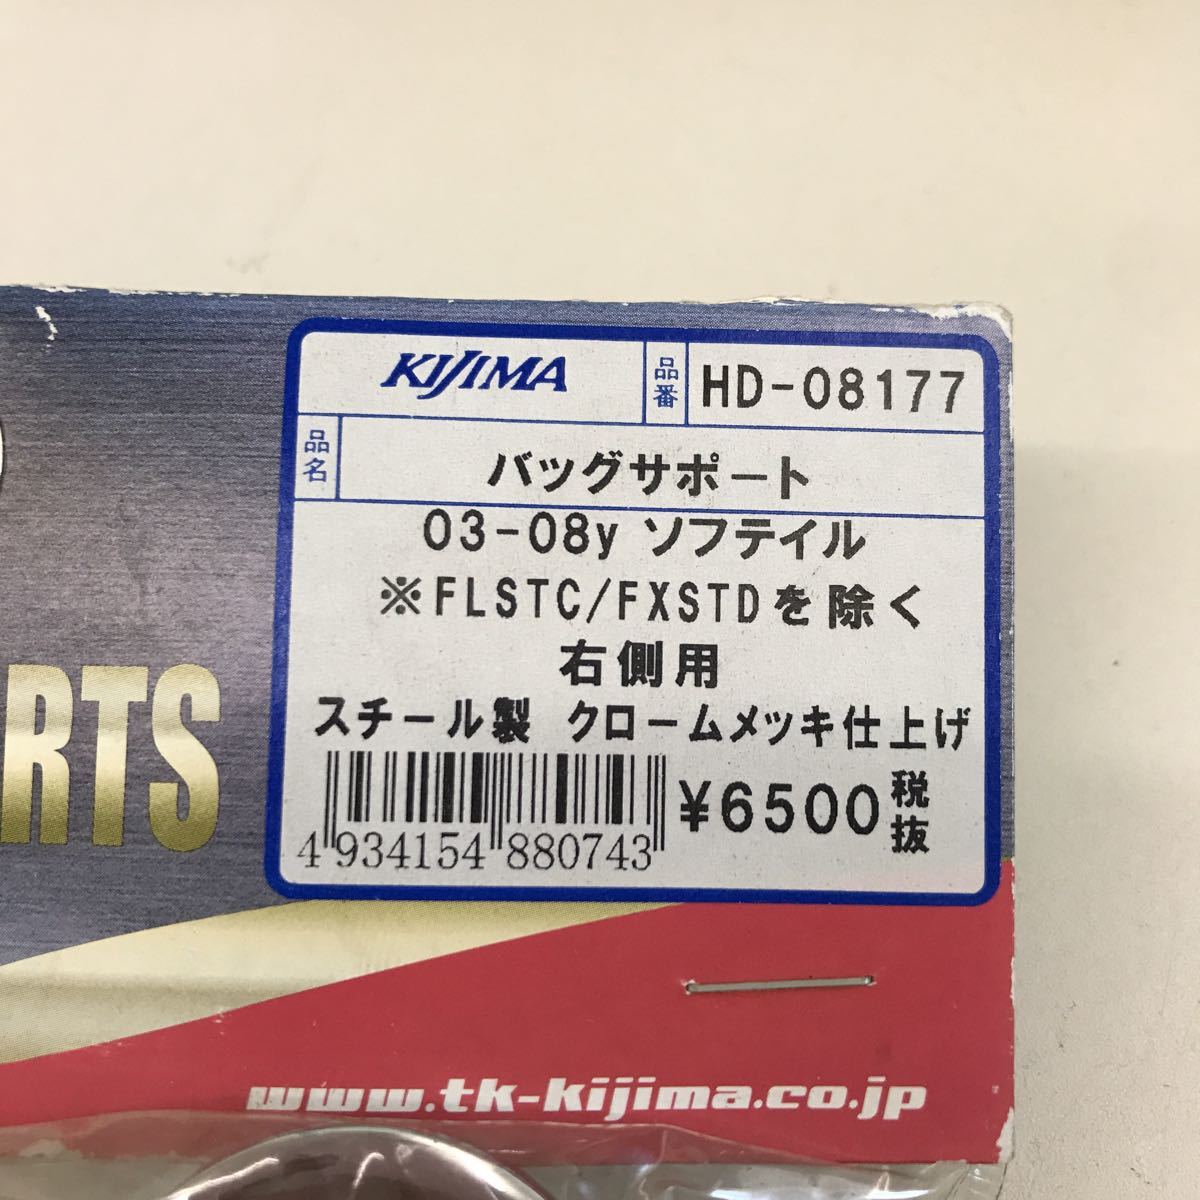 KIJIMA 品番 HD-08177
品名 バッグサポート
03-08y ソフテイル
※FLSTC/FXSTDを除く
右側用
スチール製 クロームメッキ仕上げ
¥6500 税抜
4 934154 880743
RTS
www.tk-kijima.co.jp